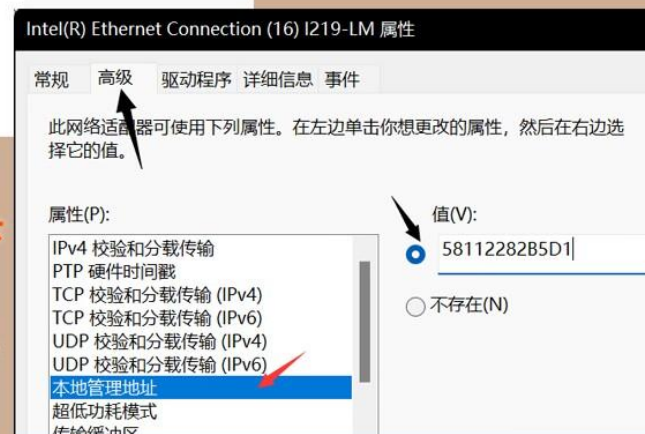 Intel(R) Ethernet Connection (16) I219-LM 属性
常规 高级 驱动程序 详细信息 事件
此网络适配器可使用下列属性。在左边单击你想更改的属性，然后在右边选
择它的值。
属性(P):
值(V):
IPv4 校验和分载传输
58112282B5D1
PTP 硬件时间戳
TCP 校验和分载传输 (IPv4)
不存在(N)
TCP 校验和分载传输 (IPv6)
UDP 校验和分载传输 (IPv4)
UDP 校验和分载传输 (IPv6)
本地管理地址
超低功耗模式
传输缓冲区